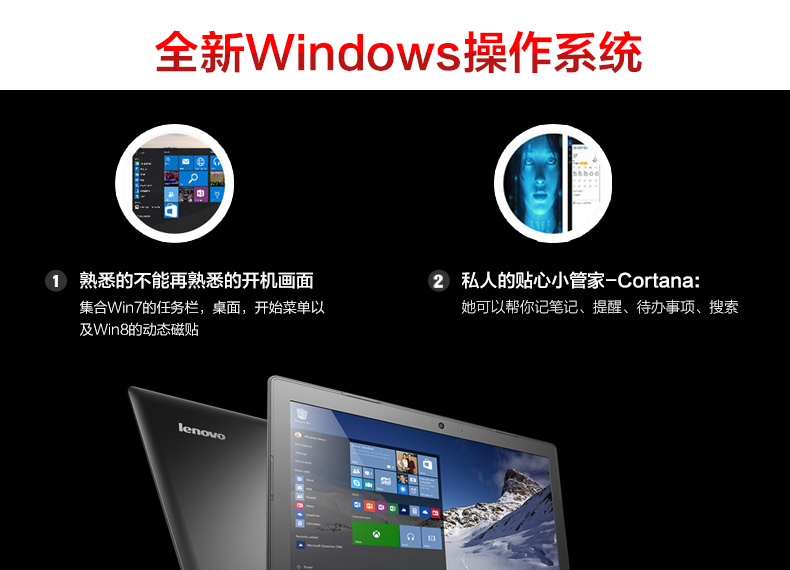 全新Windows操作系统
1 熟悉的不能再熟悉的开机画面
集合Win7的任务栏，桌面，开始菜单以
及Win8的动态磁贴
2 私人的贴心小管家-Cortana:
她可以帮你记笔记、提醒、待办事项、搜索
lenovo